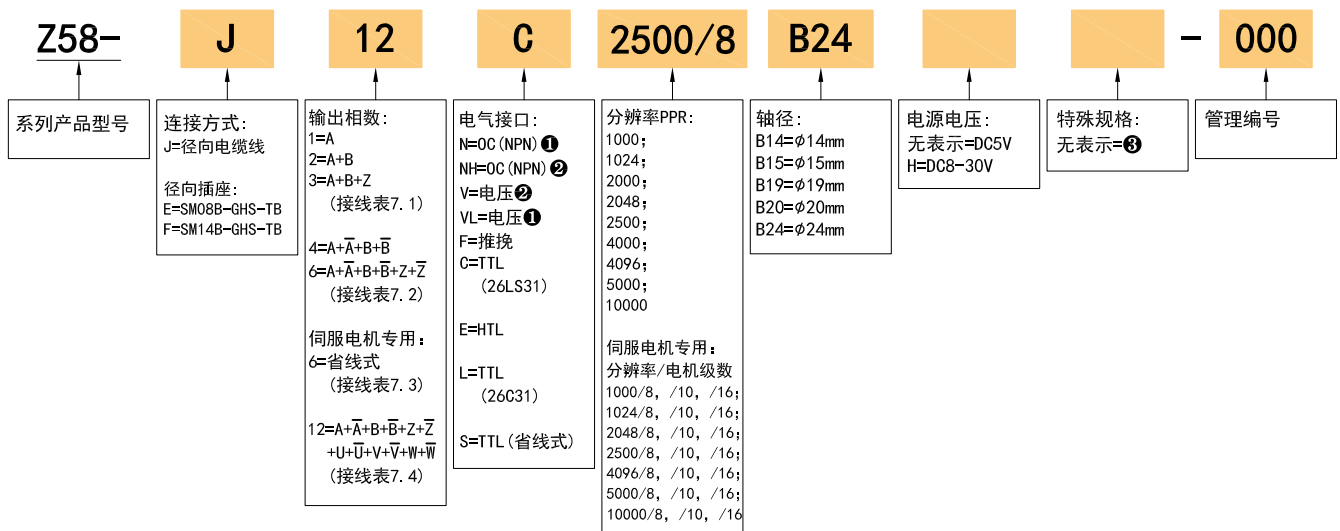 Z58- J 12 C 2500/8 B24 - 000
系列产品型号
连接方式:
J=径向电缆线
径向插座:
E=SM08B-GHS-TB
F=SM14B-GHS-TB
输出相数:
1=A
2=A+B
3=A+B+Z
(接线表7.1)
4=A+A̅+B+B̅
6=A+A̅+B+B̅+Z+Z̅
(接线表7.2)
伺服电机专用:
6=省线式
(接线表7.3)
12=A+A̅+B+B̅+Z+Z̅
+U+U̅+V+V̅+W+W̅
(接线表7.4)
电气接口:
N=OC(NPN)❶
NH=OC(NPN)❷
V=电压❷
VL=电压❶
F=推挽
C=TTL
(26LS31)
E=HTL
L=TTL
(26C31)
S=TTL(省线式)
分辨率PPR:
1000;
1024;
2000;
2048;
2500;
4000;
4096;
5000;
10000
伺服电机专用:
分辨率/电机级数
1000/8, /10, /16;
1024/8, /10, /16;
2048/8, /10, /16;
2500/8, /10, /16;
4096/8, /10, /16;
5000/8, /10, /16;
10000/8, /10, /16
轴径:
B14=φ14mm
B15=φ15mm
B19=φ19mm
B20=φ20mm
B24=φ24mm
电源电压:
无表示=DC5V
H=DC8-30V
特殊规格:
无表示=❸
管理编号